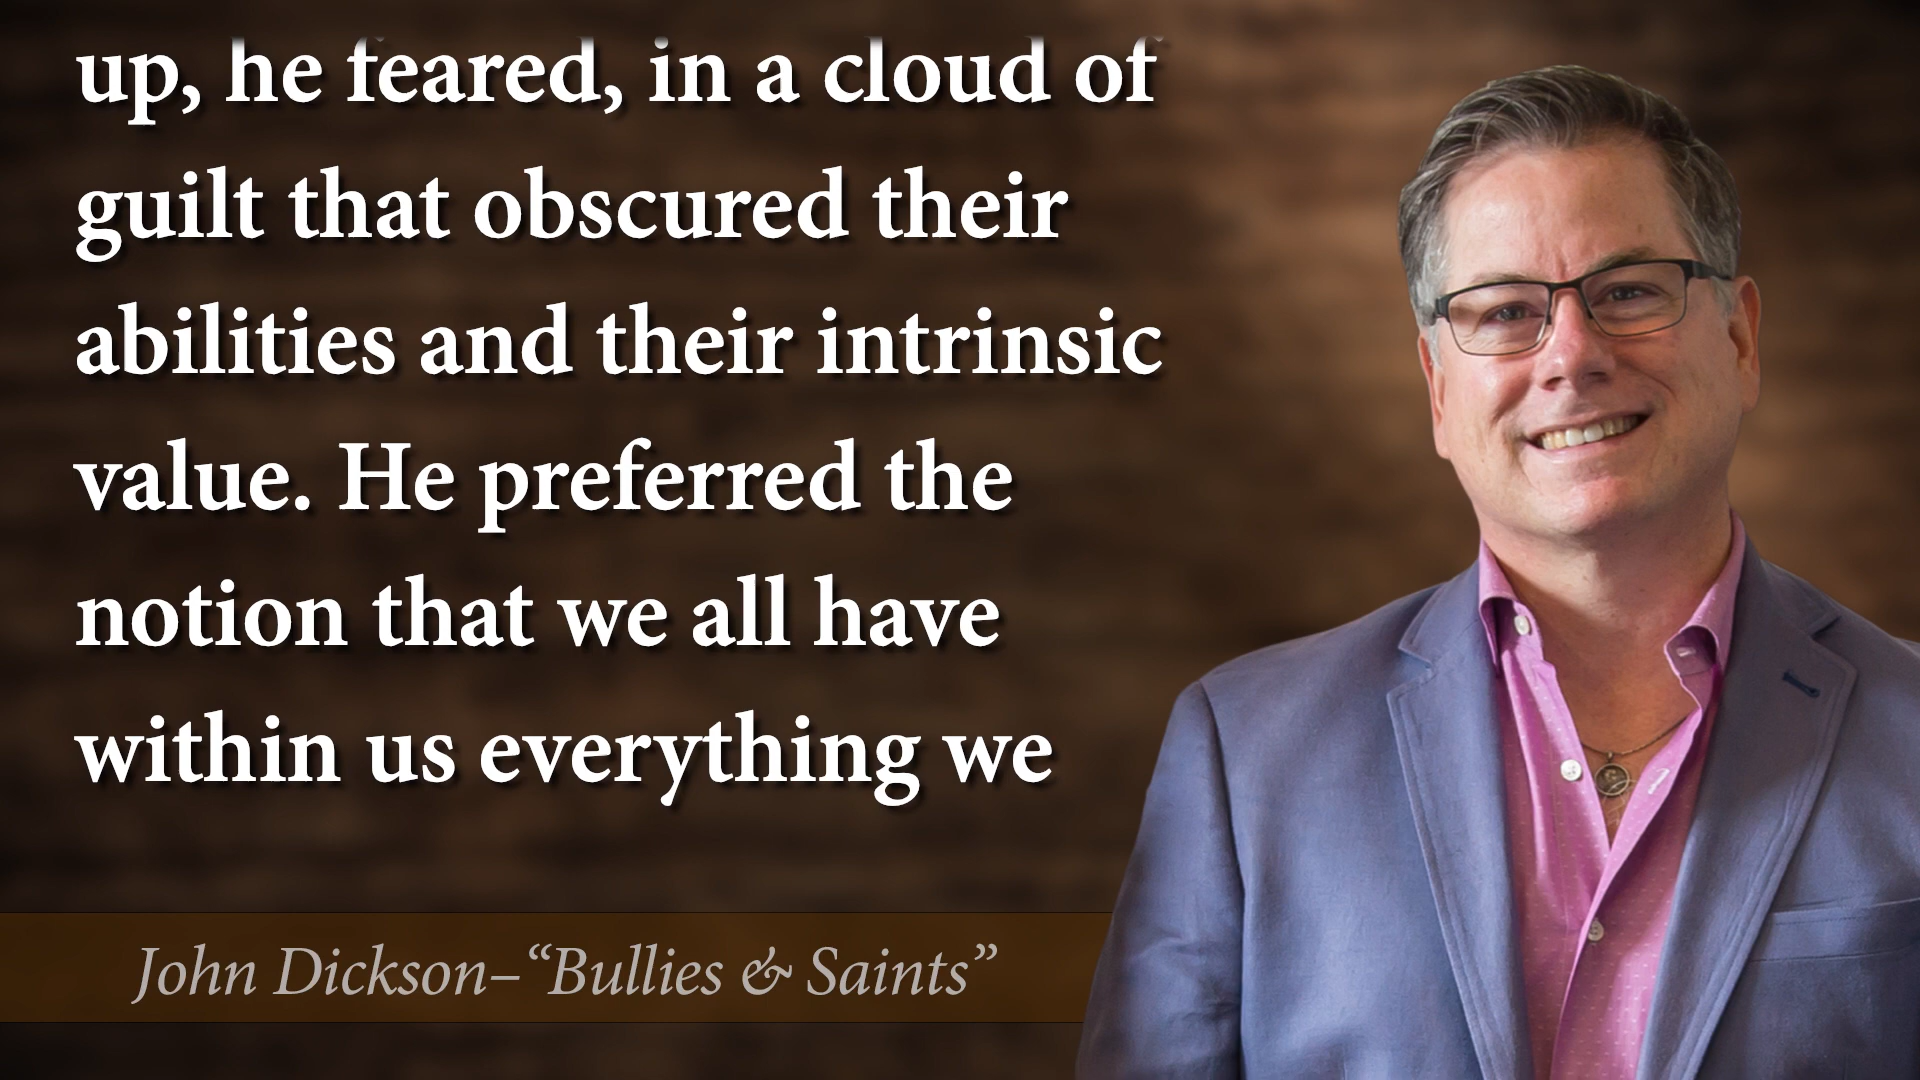 up, he feared, in a cloud of
guilt that obscured their
abilities and their intrinsic
value. He preferred the
notion that we all have
within us everything we
John Dickson–“Bullies & Saints”